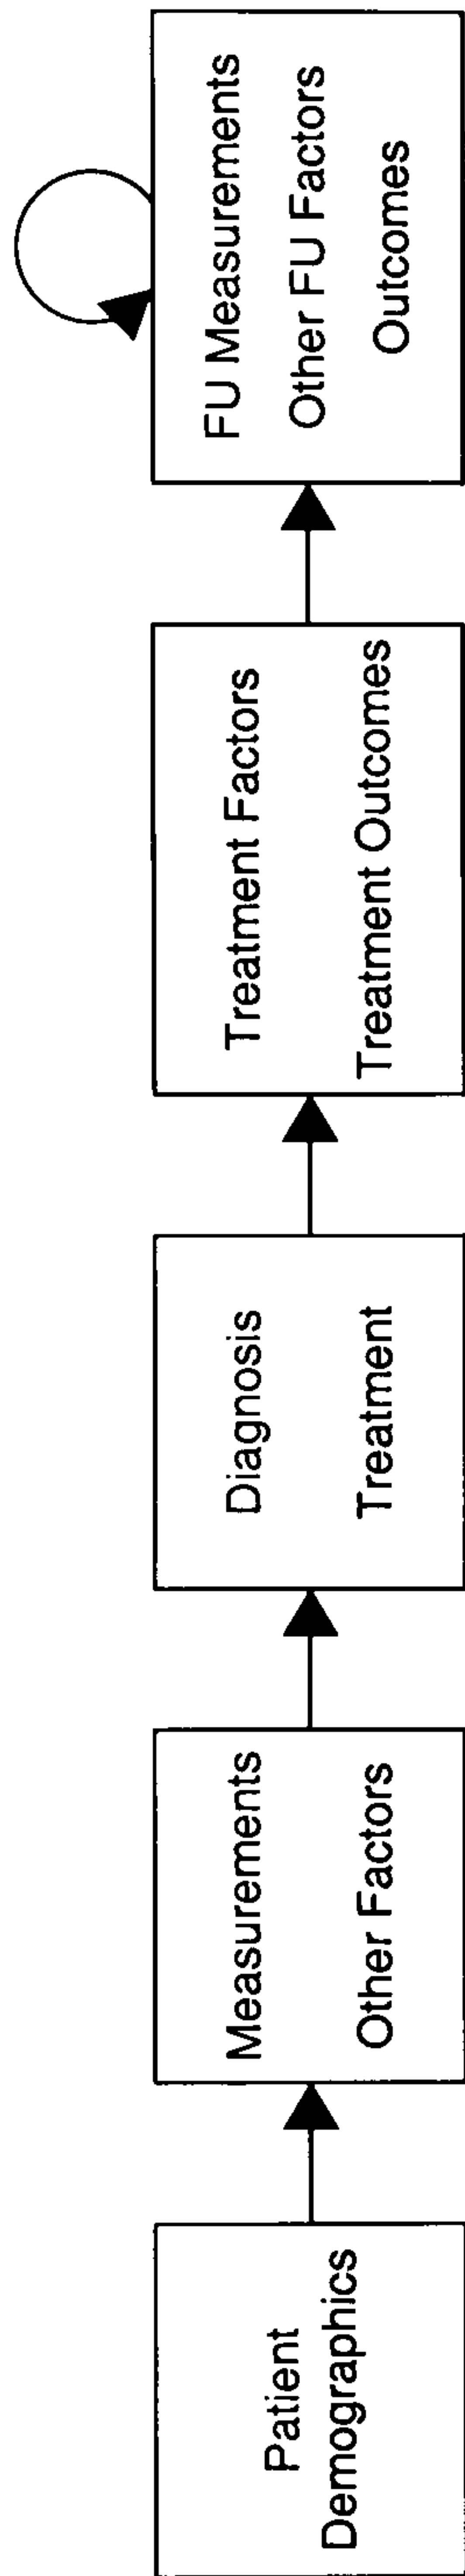 Patient
Demographics
Measurements
Other Factors
Diagnosis
Treatment
Treatment Factors
Treatment Outcomes
FU Measurements
Other FU Factors
Outcomes